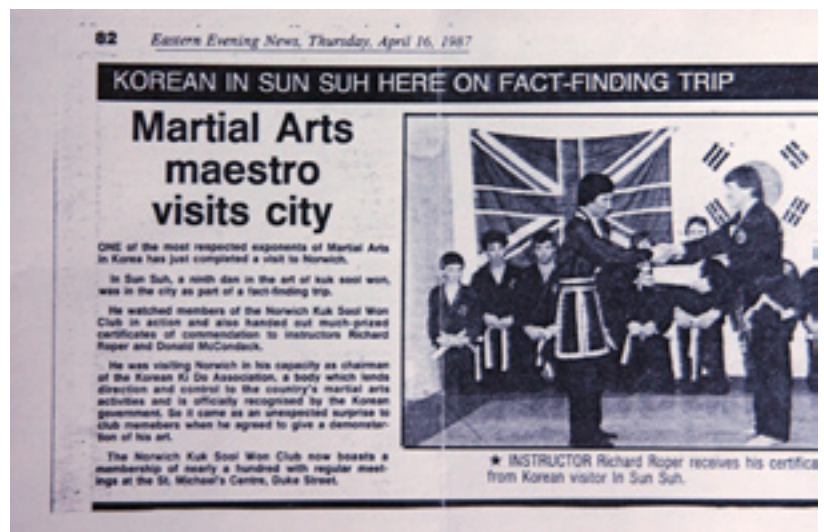 82 Eastern Evening News, Thursday, April 16, 1987
KOREAN IN SUN SUH HERE ON FACT-FINDING TRIP
Martial Arts
maestro
visits city
ONE of the most respected exponents of Martial Arts
in Korea has just completed a visit to Norwich.
In Sun Suh, a ninth dan in the art of kuk sool won,
was in the city as part of a fact-finding trip.
He watched members of the Norwich Kuk Sool Won
Club in action and also handed out much-prized
certificates of commendation to instructors Richard
Roper and Donald McCondack.
He was visiting Norwich in his capacity as chairman
of the Korean Ki Do Association, a body which lends
direction and control to the country's martial arts
activities and is officially recognised by the Korean
government. So it came as an unexpected surprise to
club memebers when he agreed to give a demonstra-
tion of his art.
The Norwich Kuk Sool Won Club now boasts a
membership of nearly a hundred with regular meet-
ings at the St. Michael's Centre, Duke Street.
★ INSTRUCTOR Richard Roper receives his certifica
from Korean visitor In Sun Suh.